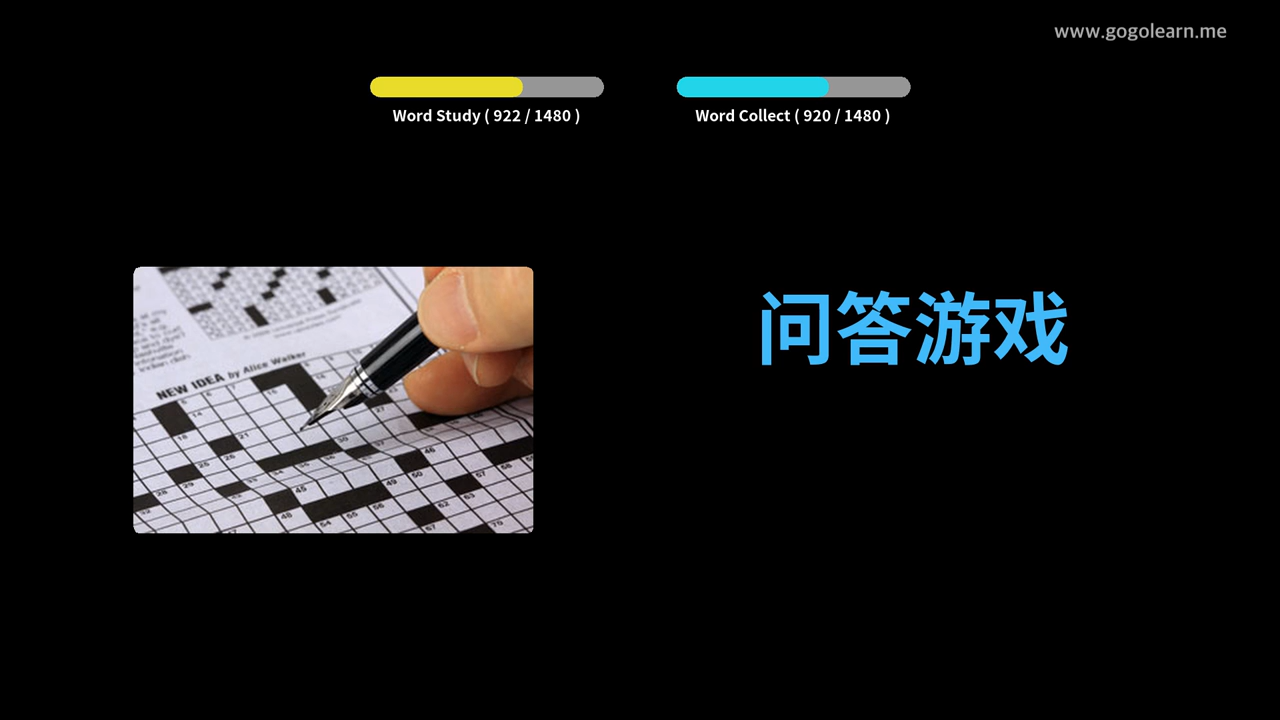 www.gogolearn.me
Word Study ( 922 / 1480 )
Word Collect ( 920 / 1480 )
问答游戏
NEW IDEA by Alice Walker